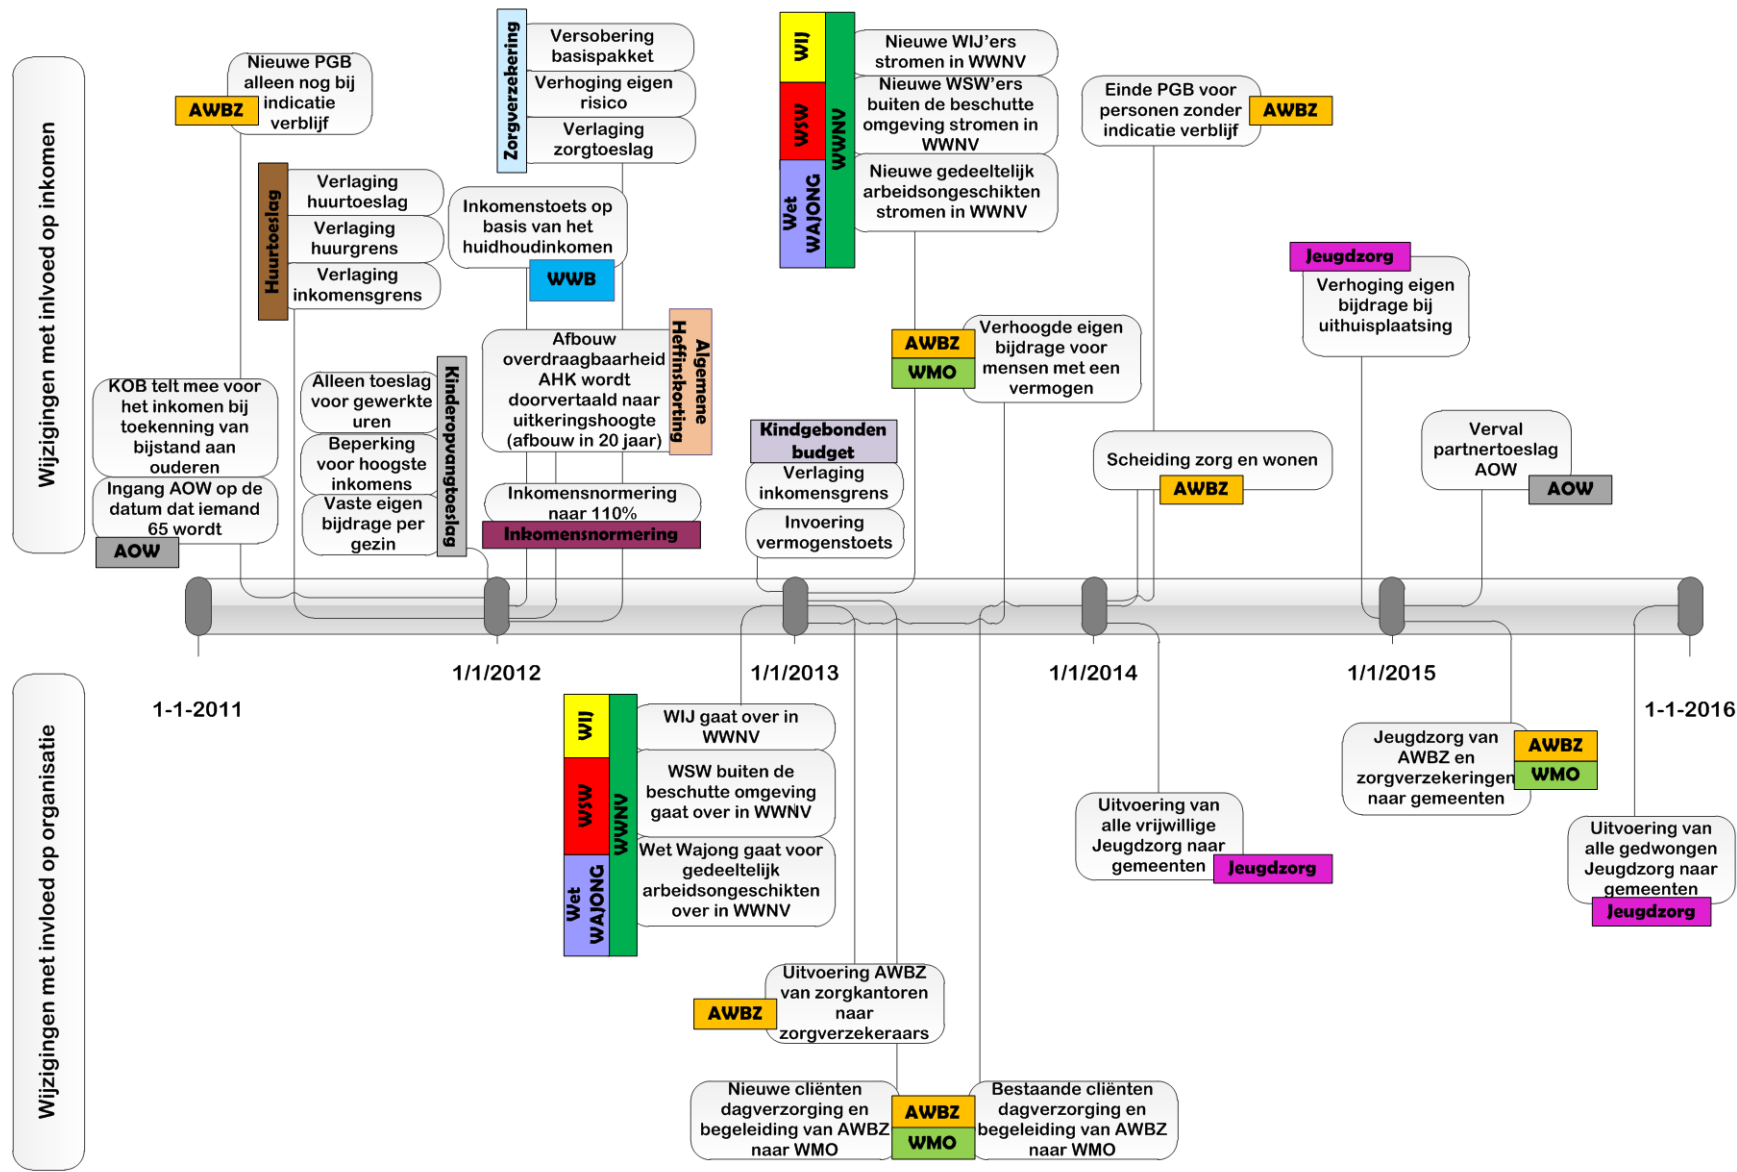 Wijzigingen met inlvoed op inkomen
Nieuwe PGB
alleen nog bij
indicatie
verblijf
AWBZ
Huurtoeslag
Verlaging
huurtoeslag
Verlaging
huurgrens
Verlaging
inkomensgrens
KOB telt mee voor
het inkomen bij
toekenning van
bijstand aan
ouderen
Ingang AOW op de
datum dat iemand
65 wordt
AOW
Alleen toeslag
voor gewerkte
uren
Beperking
voor hoogste
inkomens
Vaste eigen
bijdrage per
gezin
Kinderopvangtoeslag
Zorgverzekering
Versobering
basispakket
Verhoging eigen
risico
Verlaging
zorgtoeslag
Inkomenstoets op
basis van het
huidhoudinkomen
WWB
Afbouw
overdraagbaarheid
AHK wordt
doorvertaald naar
uitkeringshoogte
(afbouw in 20 jaar)
Algemene
Heffinskorting
Inkomensnormering
naar 110%
Inkomensnormering
WIJ
WSW
Wet
WAJONG
WWNV
Nieuwe WIJ'ers
stromen in WWNV
Nieuwe WSW'ers
buiten de beschutte
omgeving stromen in
WWNV
Nieuwe gedeeltelijk
arbeidsongeschikten
stromen in WWNV
AWBZ
WMO
Verhoogde eigen
bijdrage voor
mensen met een
vermogen
Kindgebonden
budget
Verlaging
inkomensgrens
Invoering
vermogenstoets
Einde PGB voor
personen zonder
indicatie verblijf
AWBZ
Scheiding zorg en wonen
AWBZ
Jeugdzorg
Verhoging eigen
bijdrage bij
uithuisplaatsing
Verval
partnertoeslag
AOW
AOW
1-1-2011
1/1/2012
1/1/2013
1/1/2014
1/1/2015
1-1-2016
Wijzigingen met invloed op organisatie
WIJ
WSW
Wet
WAJONG
WWNV
WIJ gaat over in
WWNV
WSW buiten de
beschutte omgeving
gaat over in WWNV
Wet Wajong gaat voor
gedeeltelijk
arbeidsongeschikten
over in WWNV
AWBZ
Uitvoering AWBZ
van zorgkantoren
naar
zorgverzekeraars
Nieuwe cliënten
dagverzorging en
begeleiding van AWBZ
naar WMO
AWBZ
WMO
Bestaande cliënten
dagverzorging en
begeleiding van AWBZ
naar WMO
Uitvoering van
alle vrijwillige
Jeugdzorg naar
gemeenten
Jeugdzorg
Jeugdzorg van
AWBZ en
zorgverzekeringen
naar gemeenten
AWBZ
WMO
Uitvoering van
alle gedwongen
Jeugdzorg naar
gemeenten
Jeugdzorg